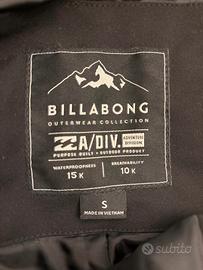 BILLABONG
OUTERWEAR COLLECTION
A/DIV. ADVENTURE DIVISION
PURPOSE BUILT • OUTDOOR PRODUCT
WATERPROOFNESS BREATHABILITY
15K 10K
S
MADE IN VIETNAM
subito